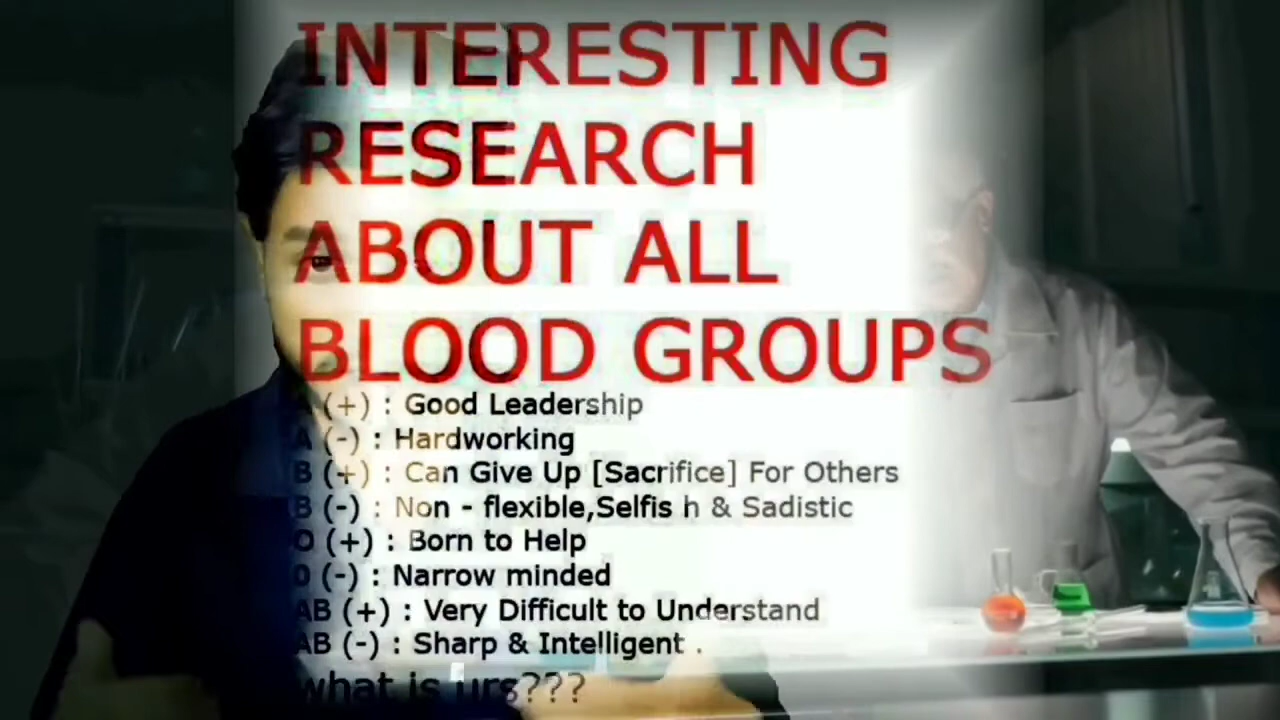 INTERESTING
RESEARCH
ABOUT ALL
BLOOD GROUPS
A (+) : Good Leadership
A (-) : Hardworking
B (+) : Can Give Up [Sacrifice] For Others
B (-) : Non - flexible,Selfis h & Sadistic
O (+) : Born to Help
0 (-) : Narrow minded
AB (+) : Very Difficult to Understand
AB (-) : Sharp & Intelligent .
what is urs???